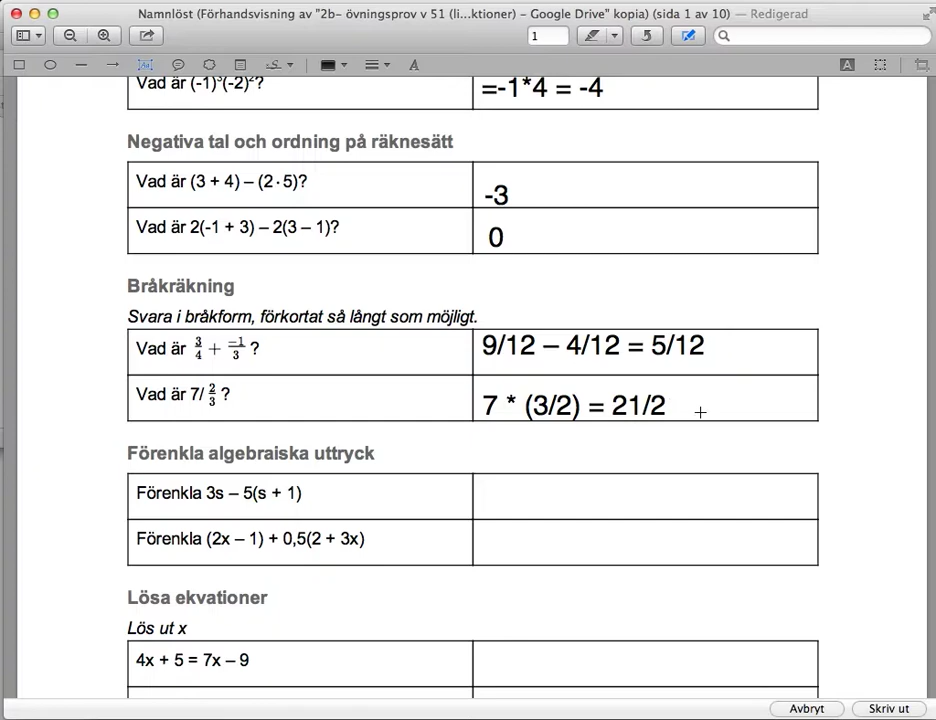 Namnlöst (Förhandsvisning av "2b- övningsprov v 51 (li...ktioner) – Google Drive" kopia) (sida 1 av 10) — Redigerad
1
Vad är (-1)³(-2)²?
=-1*4 = -4
Negativa tal och ordning på räknesätt
Vad är (3 + 4) – (2 · 5)?
-3
Vad är 2(-1 + 3) – 2(3 – 1)?
0
Bråkräkning
Svara i bråkform, förkortat så långt som möjligt.
Vad är 3/4 + -1/3 ?
9/12 – 4/12 = 5/12
Vad är 7/ 2/3 ?
7 * (3/2) = 21/2
Förenkla algebraiska uttryck
Förenkla 3s – 5(s + 1)
Förenkla (2x – 1) + 0,5(2 + 3x)
Lösa ekvationer
Lös ut x
4x + 5 = 7x – 9
Avbryt
Skriv ut